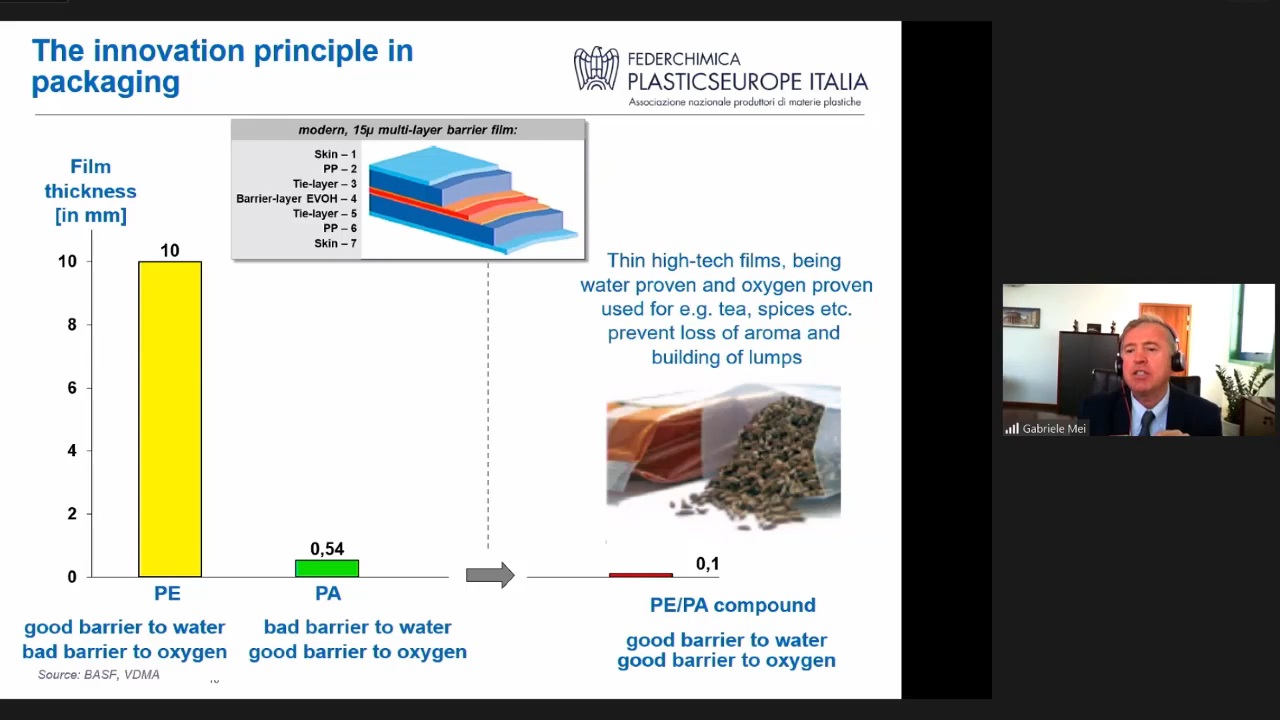 The innovation principle in
packaging
FEDERCHIMICA
PLASTICSEUROPE ITALIA
Associazione nazionale produttori di materie plastiche
modern, 15µ multi-layer barrier film:
Skin – 1
PP – 2
Tie-layer – 3
Barrier-layer EVOH – 4
Tie-layer – 5
PP – 6
Skin – 7
Film
thickness
[in mm]
10
8
6
4
2
0
10
0,54
0,1
Thin high-tech films, being
water proven and oxygen proven
used for e.g. tea, spices etc.
prevent loss of aroma and
building of lumps
PE
good barrier to water
bad barrier to oxygen
PA
bad barrier to water
good barrier to oxygen
PE/PA compound
good barrier to water
good barrier to oxygen
Source: BASF, VDMA
Gabriele Mei